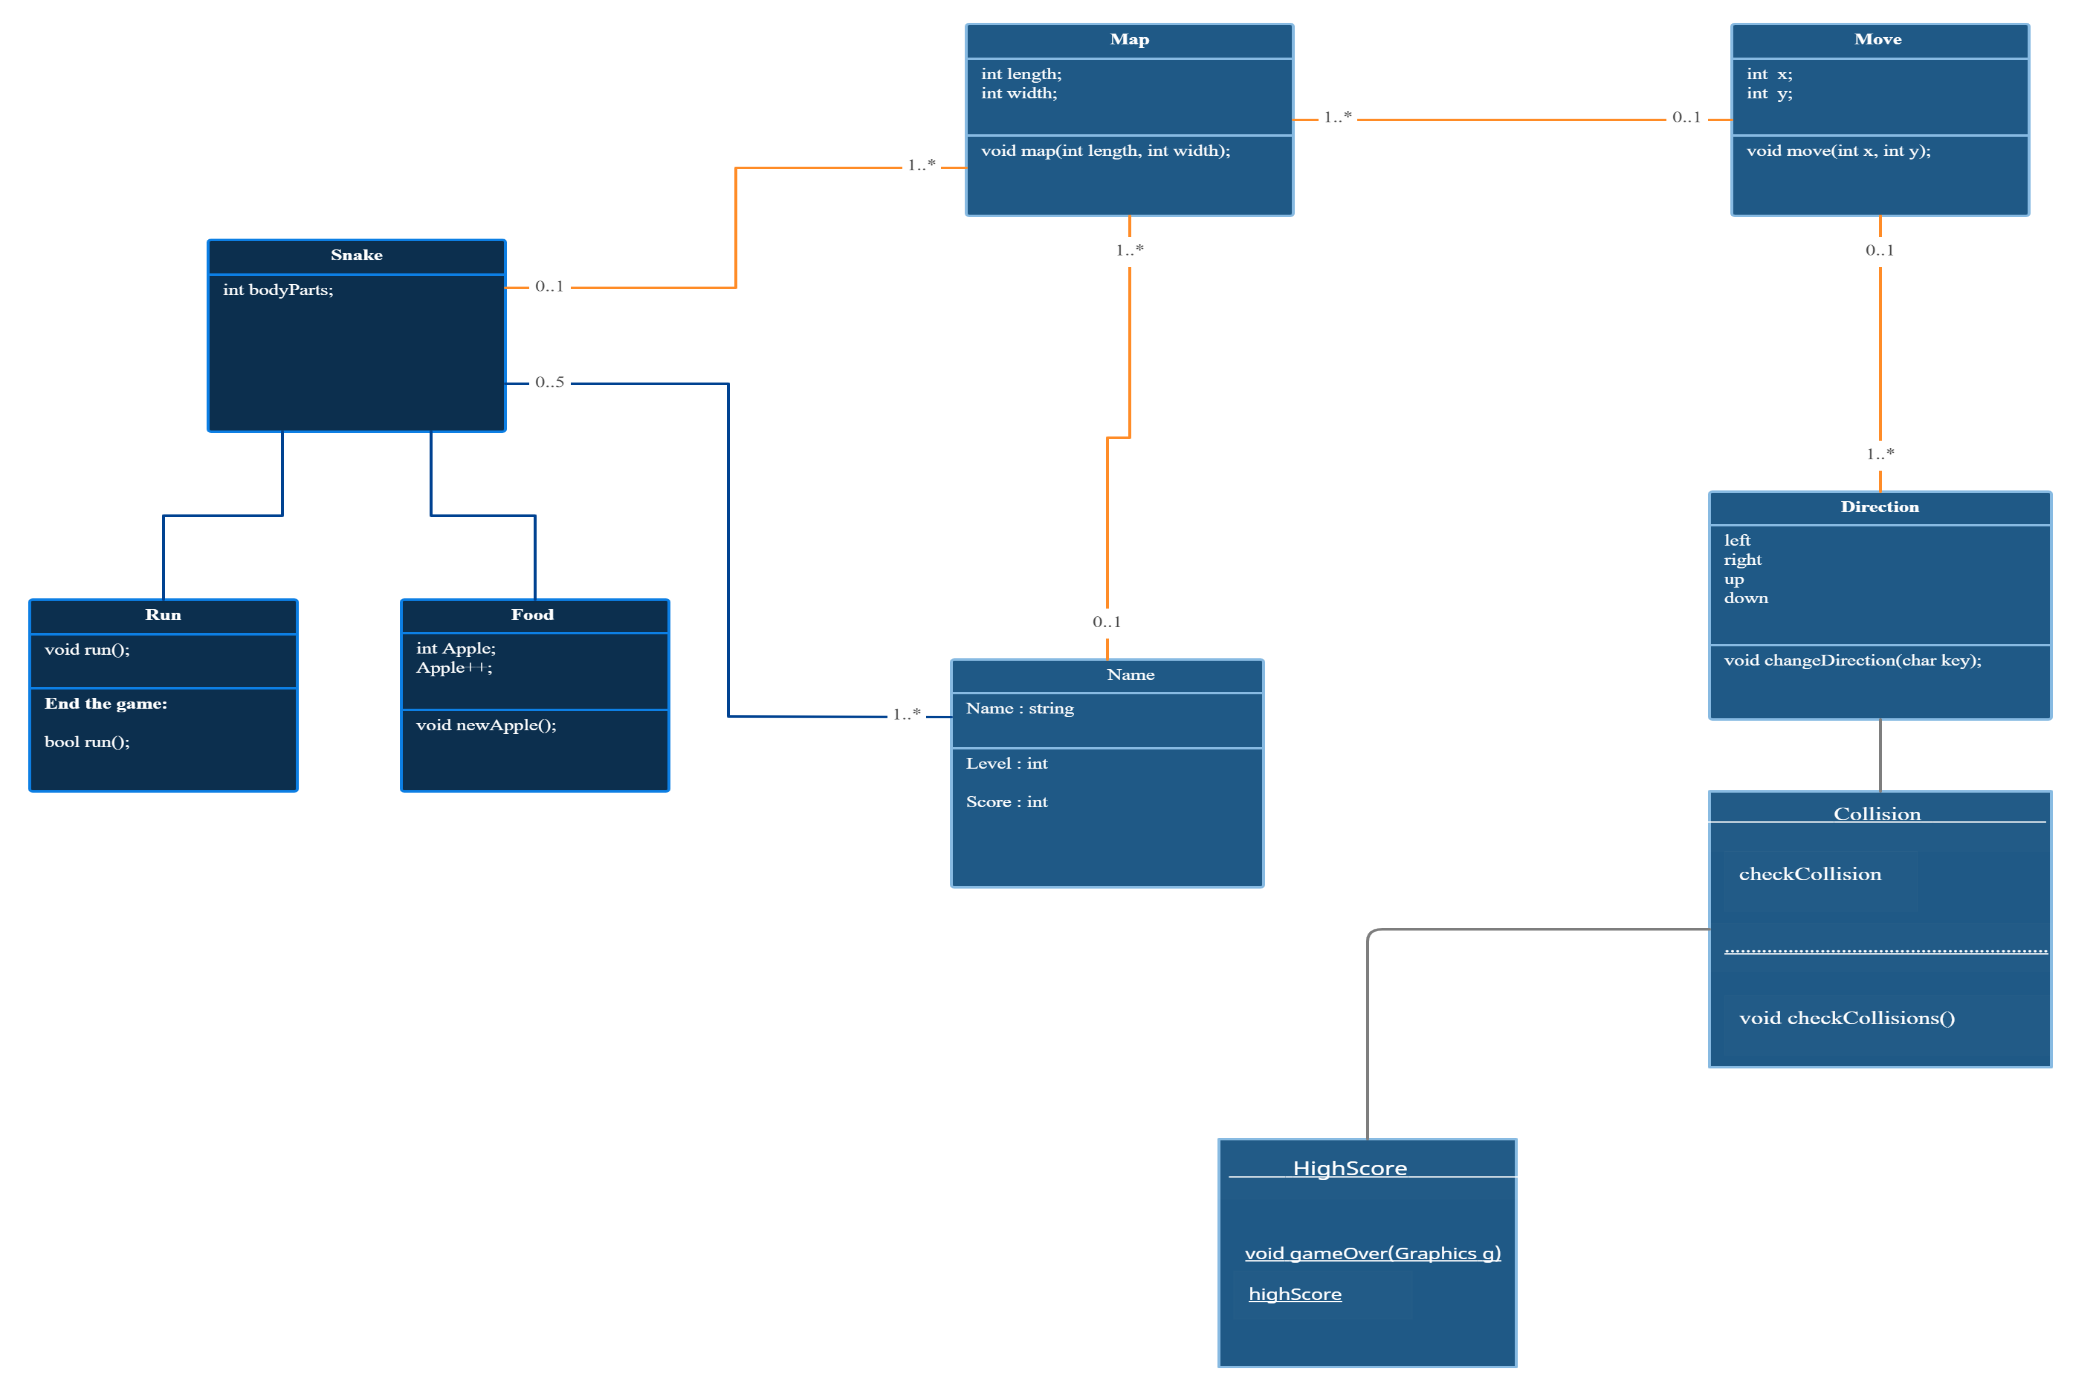 Map
int length;
int width;
void map(int length, int width);
Move
int  x;
int  y;
void move(int x, int y);
1..*
0..1
1..*
1..*
0..1
Snake
int bodyParts;
0..1
0..5
1..*
Direction
left
right
up
down
void changeDirection(char key);
Run
void run();
End the game:
bool run();
Food
int Apple;
Apple++;
void newApple();
0..1
1..*
Name
Name : string
Level : int
Score : int
Collision
checkCollision
void checkCollisions()
HighScore
void gameOver(Graphics g)
highScore